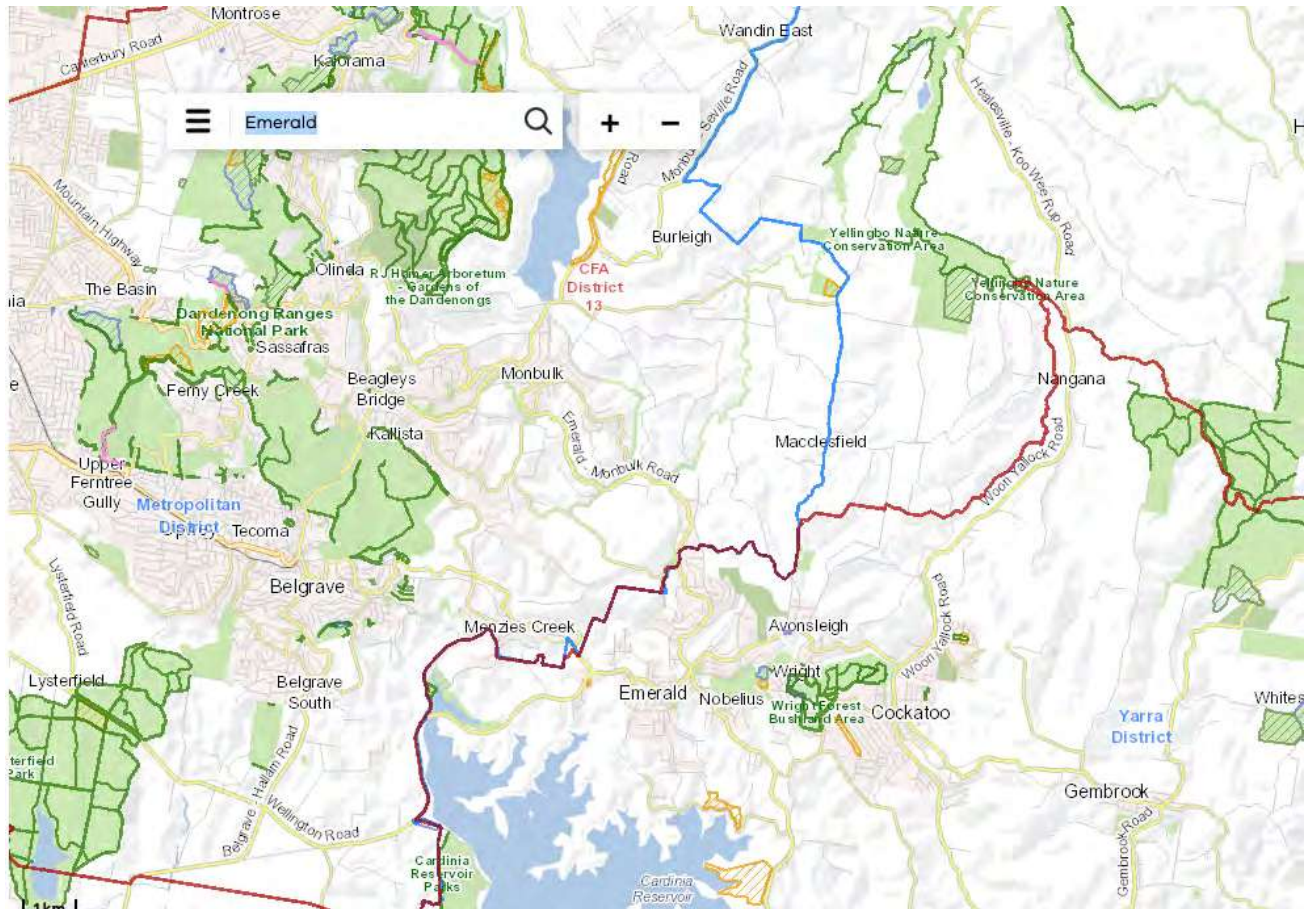 Montrose
Wandin East
Canterbury Road
Kalorama
Emerald
+
−
Monbulk - Seville Road
Road
Healesville - Koo Wee Rup Road
H
Mountain Highway
Burleigh
Yellingbo Nature
Conservation Area
Olinda
RJ Hamer Arboretum
- Gardens of
the Dandenongs
CFA
District
13
Yellingbo Nature
Conservation Area
nia
The Basin
Dandenong Ranges
National Park
Sassafras
Ferny Creek
Beagleys
Bridge
Monbulk
Nangana
e
Kallista
Emerald - Monbulk Road
Macclesfield
Woori Yallock Road
Upper
Ferntree
Gully
Metropolitan
District
Upwey
Tecoma
Lysterfield Road
Belgrave
Menzies Creek
Avonsleigh
Woori Yallock Road
Lysterfield
Belgrave
South
Emerald
Nobelius
Wright
Wright Forest
Bushland Area
Cockatoo
Whites
Yarra
District
terfield
Park
Belgrave - Hallam Road
Wellington Road
Gembrook
Gembrook Road
Cardinia
Reservoir
Parks
Cardinia
Reservoir
1km